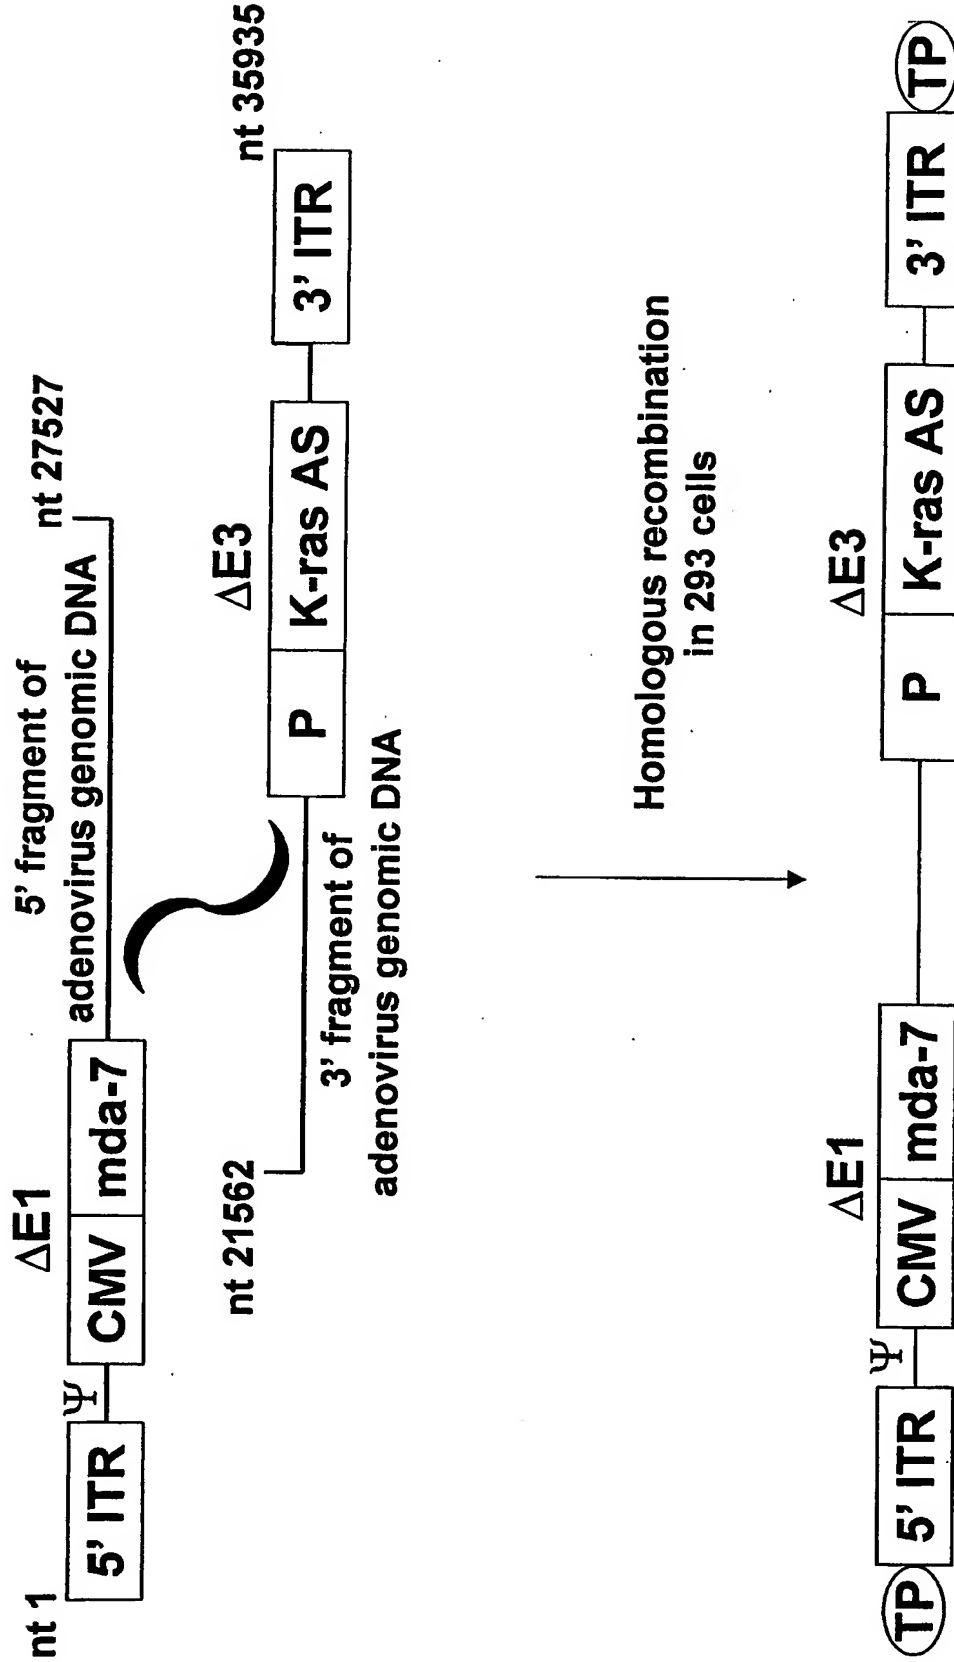 ΔE1
5’ fragment of
adenovirus genomic DNA
nt 27527
nt 1
5’ ITR
Ψ
CMV
mda-7
nt 21562
ΔE3
nt 35935
P
K-ras AS
3’ ITR
3’ fragment of
adenovirus genomic DNA
Homologous recombination
in 293 cells
ΔE1
ΔE3
TP
5’ ITR
Ψ
CMV
mda-7
P
K-ras AS
3’ ITR
TP